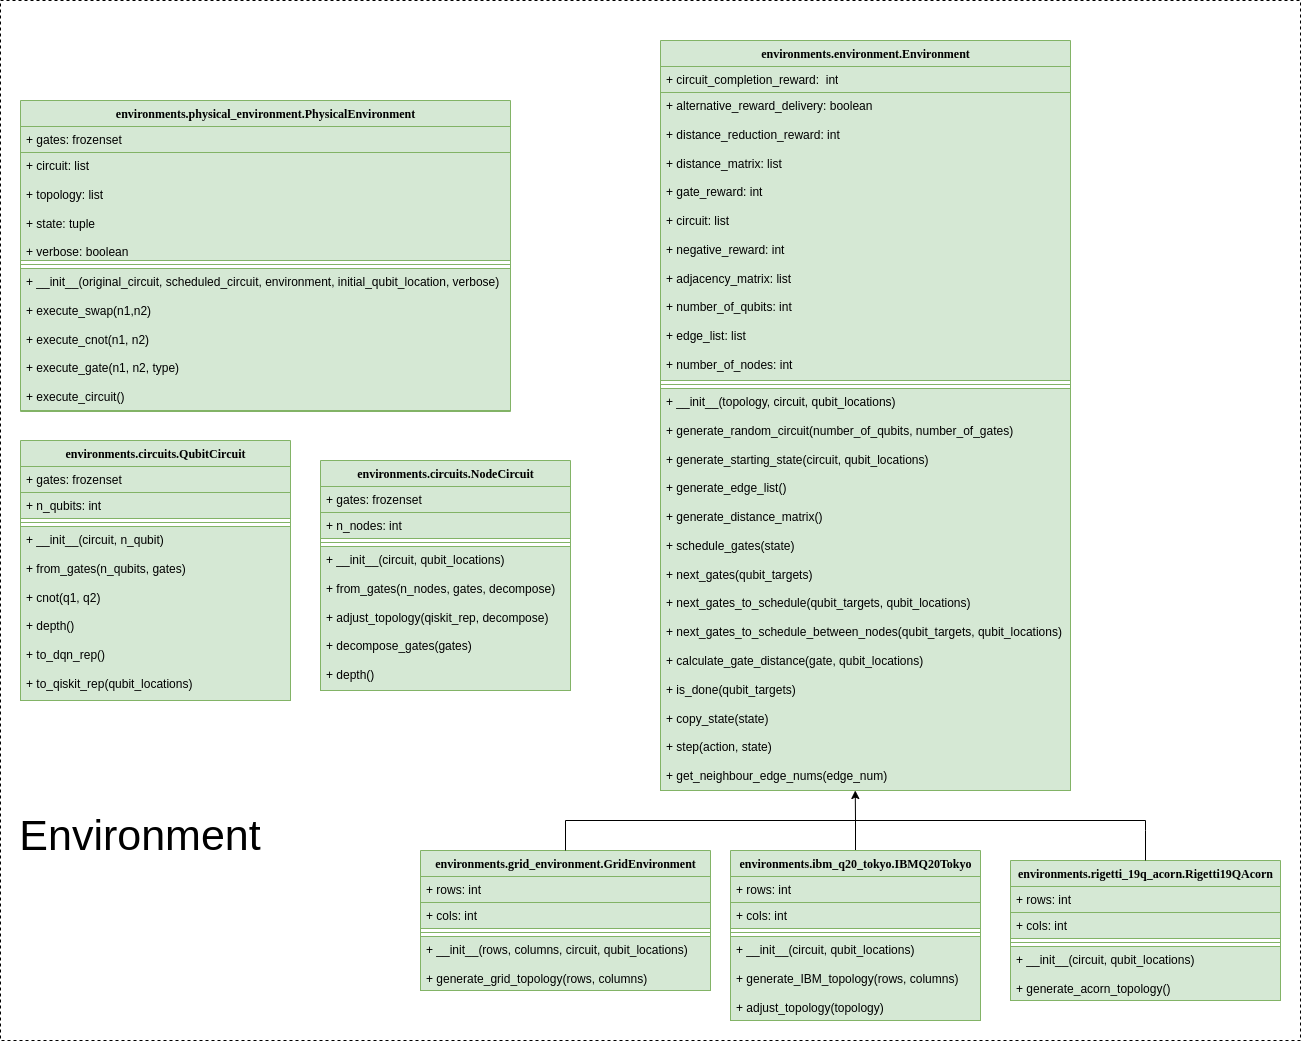 environments.environment.Environment
+ circuit_completion_reward:  int
+ alternative_reward_delivery: boolean
+ distance_reduction_reward: int
+ distance_matrix: list
+ gate_reward: int
+ circuit: list
+ negative_reward: int
+ adjacency_matrix: list
+ number_of_qubits: int
+ edge_list: list
+ number_of_nodes: int
+ __init__(topology, circuit, qubit_locations)
+ generate_random_circuit(number_of_qubits, number_of_gates)
+ generate_starting_state(circuit, qubit_locations)
+ generate_edge_list()
+ generate_distance_matrix()
+ schedule_gates(state)
+ next_gates(qubit_targets)
+ next_gates_to_schedule(qubit_targets, qubit_locations)
+ next_gates_to_schedule_between_nodes(qubit_targets, qubit_locations)
+ calculate_gate_distance(gate, qubit_locations)
+ is_done(qubit_targets)
+ copy_state(state)
+ step(action, state)
+ get_neighbour_edge_nums(edge_num)
environments.physical_environment.PhysicalEnvironment
+ gates: frozenset
+ circuit: list
+ topology: list
+ state: tuple
+ verbose: boolean
+ __init__(original_circuit, scheduled_circuit, environment, initial_qubit_location, verbose)
+ execute_swap(n1,n2)
+ execute_cnot(n1, n2)
+ execute_gate(n1, n2, type)
+ execute_circuit()
environments.circuits.QubitCircuit
+ gates: frozenset
+ n_qubits: int
+ __init__(circuit, n_qubit)
+ from_gates(n_qubits, gates)
+ cnot(q1, q2)
+ depth()
+ to_dqn_rep()
+ to_qiskit_rep(qubit_locations)
environments.circuits.NodeCircuit
+ gates: frozenset
+ n_nodes: int
+ __init__(circuit, qubit_locations)
+ from_gates(n_nodes, gates, decompose)
+ adjust_topology(qiskit_rep, decompose)
+ decompose_gates(gates)
+ depth()
Environment
environments.grid_environment.GridEnvironment
+ rows: int
+ cols: int
+ __init__(rows, columns, circuit, qubit_locations)
+ generate_grid_topology(rows, columns)
environments.ibm_q20_tokyo.IBMQ20Tokyo
+ rows: int
+ cols: int
+ __init__(circuit, qubit_locations)
+ generate_IBM_topology(rows, columns)
+ adjust_topology(topology)
environments.rigetti_19q_acorn.Rigetti19QAcorn
+ rows: int
+ cols: int
+ __init__(circuit, qubit_locations)
+ generate_acorn_topology()